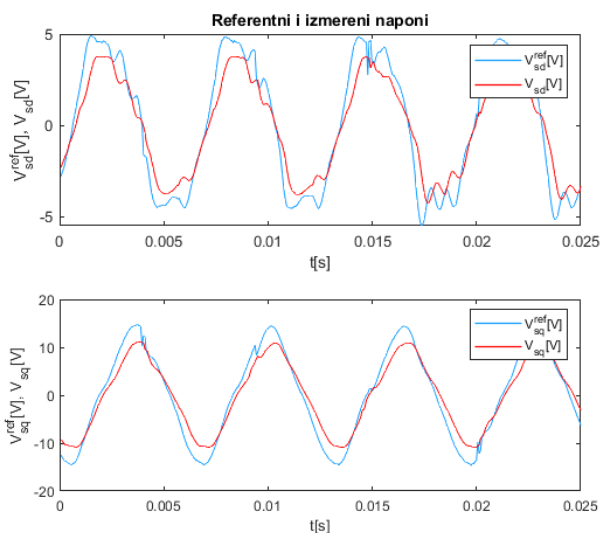 Referentni i izmereni naponi
V_sd^ref[V], V_sd[V]
5
0
-5
V_sd^ref[V]
V_sd[V]
0 0.005 0.01 0.015 0.02 0.025
t[s]
V_sq^ref[V], V_sq[V]
20
10
0
-10
-20
V_sq^ref[V]
V_sq[V]
0 0.005 0.01 0.015 0.02 0.025
t[s]